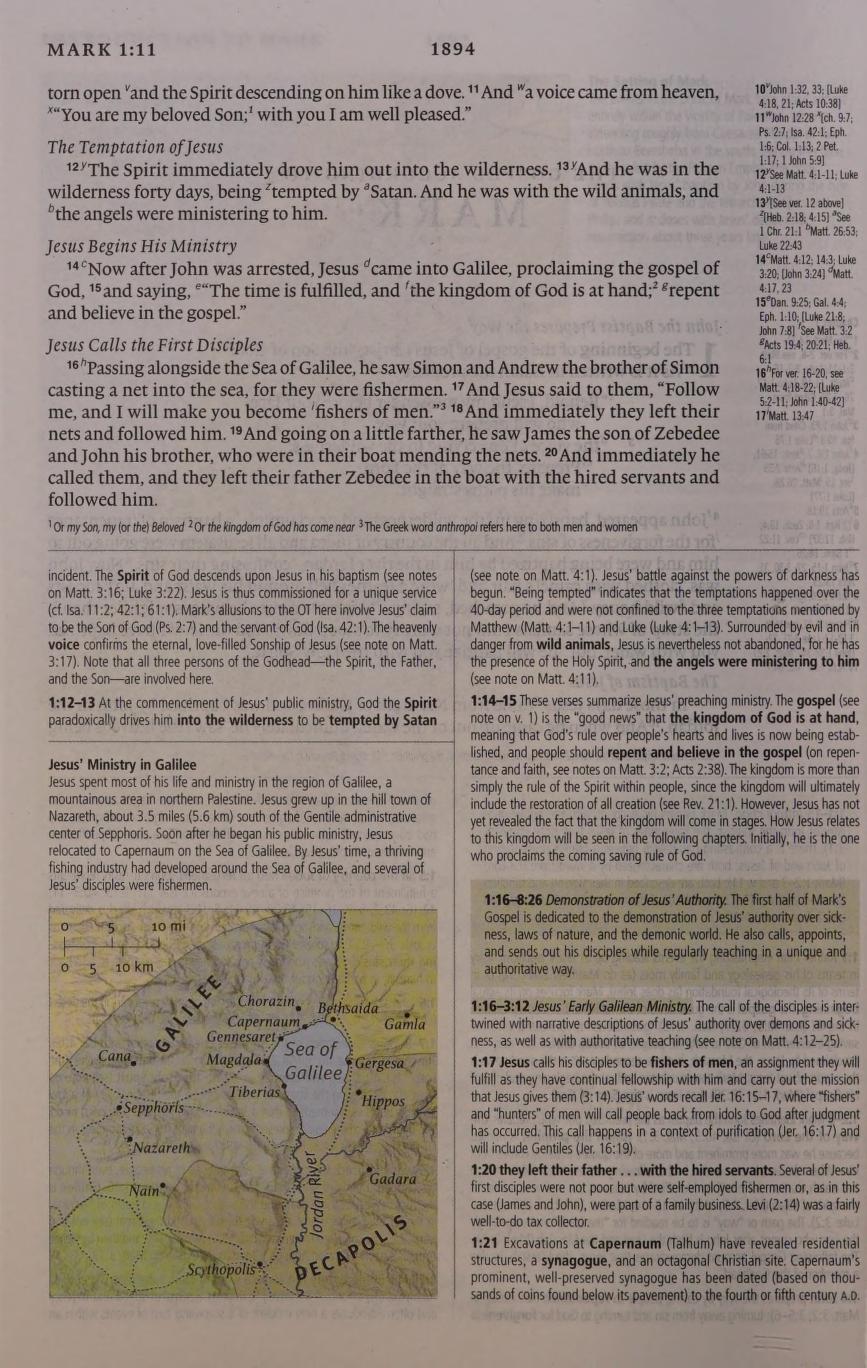 MARK 1:11
1894
torn open ᵛand the Spirit descending on him like a dove. ¹¹ And ʷa voice came from heaven,
ˣ“You are my beloved Son;¹ with you I am well pleased.”
The Temptation of Jesus
¹²ʸThe Spirit immediately drove him out into the wilderness. ¹³ʸAnd he was in the
wilderness forty days, being ᶻtempted by ᵃSatan. And he was with the wild animals, and
ᵇthe angels were ministering to him.
Jesus Begins His Ministry
¹⁴ᶜNow after John was arrested, Jesus ᵈcame into Galilee, proclaiming the gospel of
God, ¹⁵and saying, ᵉ“The time is fulfilled, and ᶠthe kingdom of God is at hand;² ᵍrepent
and believe in the gospel.”
Jesus Calls the First Disciples
¹⁶ʰPassing alongside the Sea of Galilee, he saw Simon and Andrew the brother of Simon
casting a net into the sea, for they were fishermen. ¹⁷And Jesus said to them, “Follow
me, and I will make you become ⁱfishers of men.”³ ¹⁸And immediately they left their
nets and followed him. ¹⁹And going on a little farther, he saw James the son of Zebedee
and John his brother, who were in their boat mending the nets. ²⁰And immediately he
called them, and they left their father Zebedee in the boat with the hired servants and
followed him.
¹ Or my Son, my (or the) Beloved ² Or the kingdom of God has come near ³ The Greek word anthropoi refers here to both men and women
10ᵛJohn 1:32, 33; [Luke
4:18, 21; Acts 10:38]
11ʷJohn 12:28 ˣ[ch. 9:7;
Ps. 2:7; Isa. 42:1; Eph.
1:6; Col. 1:13; 2 Pet.
1:17; 1 John 5:9]
12ʸSee Matt. 4:1-11; Luke
4:1-13
13ʸ[See ver. 12 above]
ᶻ[Heb. 2:18; 4:15] ᵃSee
1 Chr. 21:1 ᵇMatt. 26:53;
Luke 22:43
14ᶜMatt. 4:12; 14:3; Luke
3:20; [John 3:24] ᵈMatt.
4:17, 23
15ᵉDan. 9:25; Gal. 4:4;
Eph. 1:10; [Luke 21:8;
John 7:8] ᶠSee Matt. 3:2
ᵍActs 19:4; 20:21; Heb.
6:1
16ʰFor ver. 16-20, see
Matt. 4:18-22; [Luke
5:2-11; John 1:40-42]
17ⁱMatt. 13:47
incident. The Spirit of God descends upon Jesus in his baptism (see notes
on Matt. 3:16; Luke 3:22). Jesus is thus commissioned for a unique service
(cf. Isa. 11:2; 42:1; 61:1). Mark's allusions to the OT here involve Jesus' claim
to be the Son of God (Ps. 2:7) and the servant of God (Isa. 42:1). The heavenly
voice confirms the eternal, love-filled Sonship of Jesus (see note on Matt.
3:17). Note that all three persons of the Godhead—the Spirit, the Father,
and the Son—are involved here.
1:12–13 At the commencement of Jesus' public ministry, God the Spirit
paradoxically drives him into the wilderness to be tempted by Satan
Jesus' Ministry in Galilee
Jesus spent most of his life and ministry in the region of Galilee, a
mountainous area in northern Palestine. Jesus grew up in the hill town of
Nazareth, about 3.5 miles (5.6 km) south of the Gentile administrative
center of Sepphoris. Soon after he began his public ministry, Jesus
relocated to Capernaum on the Sea of Galilee. By Jesus' time, a thriving
fishing industry had developed around the Sea of Galilee, and several of
Jesus' disciples were fishermen.
0 5 10 mi
0 5 10 km
GALILEE
Chorazin
Bethsaida
Capernaum
Gamla
Gennesaret
Cana
Magdala
Sea of
Galilee
Gergesa
Tiberias
Hippos
Sepphoris
Nazareth
Jordan River
Gadara
Nain
DECAPOLIS
Scythopolis
(see note on Matt. 4:1). Jesus' battle against the powers of darkness has
begun. “Being tempted” indicates that the temptations happened over the
40-day period and were not confined to the three temptations mentioned by
Matthew (Matt. 4:1–11) and Luke (Luke 4:1–13). Surrounded by evil and in
danger from wild animals, Jesus is nevertheless not abandoned, for he has
the presence of the Holy Spirit, and the angels were ministering to him
(see note on Matt. 4:11).
1:14–15 These verses summarize Jesus' preaching ministry. The gospel (see
note on v. 1) is the “good news” that the kingdom of God is at hand,
meaning that God's rule over people's hearts and lives is now being estab-
lished, and people should repent and believe in the gospel (on repen-
tance and faith, see notes on Matt. 3:2; Acts 2:38). The kingdom is more than
simply the rule of the Spirit within people, since the kingdom will ultimately
include the restoration of all creation (see Rev. 21:1). However, Jesus has not
yet revealed the fact that the kingdom will come in stages. How Jesus relates
to this kingdom will be seen in the following chapters. Initially, he is the one
who proclaims the coming saving rule of God.
1:16–8:26 Demonstration of Jesus' Authority. The first half of Mark's
Gospel is dedicated to the demonstration of Jesus' authority over sick-
ness, laws of nature, and the demonic world. He also calls, appoints,
and sends out his disciples while regularly teaching in a unique and
authoritative way.
1:16–3:12 Jesus' Early Galilean Ministry. The call of the disciples is inter-
twined with narrative descriptions of Jesus' authority over demons and sick-
ness, as well as with authoritative teaching (see note on Matt. 4:12–25).
1:17 Jesus calls his disciples to be fishers of men, an assignment they will
fulfill as they have continual fellowship with him and carry out the mission
that Jesus gives them (3:14). Jesus' words recall Jer. 16:15–17, where “fishers”
and “hunters” of men will call people back from idols to God after judgment
has occurred. This call happens in a context of purification (Jer. 16:17) and
will include Gentiles (Jer. 16:19).
1:20 they left their father . . . with the hired servants. Several of Jesus'
first disciples were not poor but were self-employed fishermen or, as in this
case (James and John), were part of a family business. Levi (2:14) was a fairly
well-to-do tax collector.
1:21 Excavations at Capernaum (Talhum) have revealed residential
structures, a synagogue, and an octagonal Christian site. Capernaum's
prominent, well-preserved synagogue has been dated (based on thou-
sands of coins found below its pavement) to the fourth or fifth century A.D.